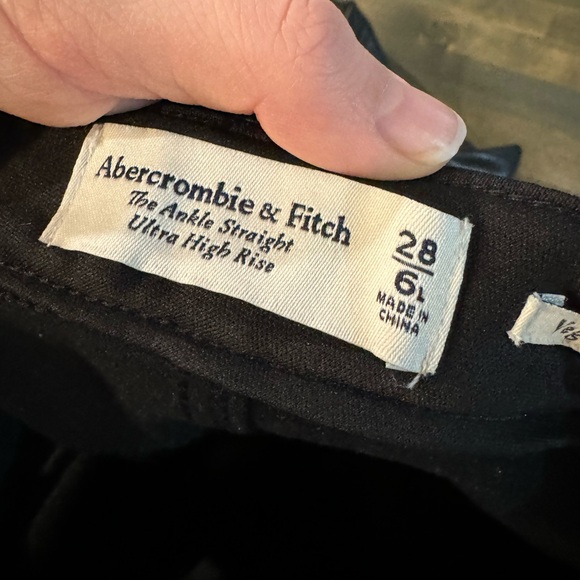 Abercrombie & Fitch
The Ankle Straight
Ultra High Rise
28
6L
MADE IN
CHINA